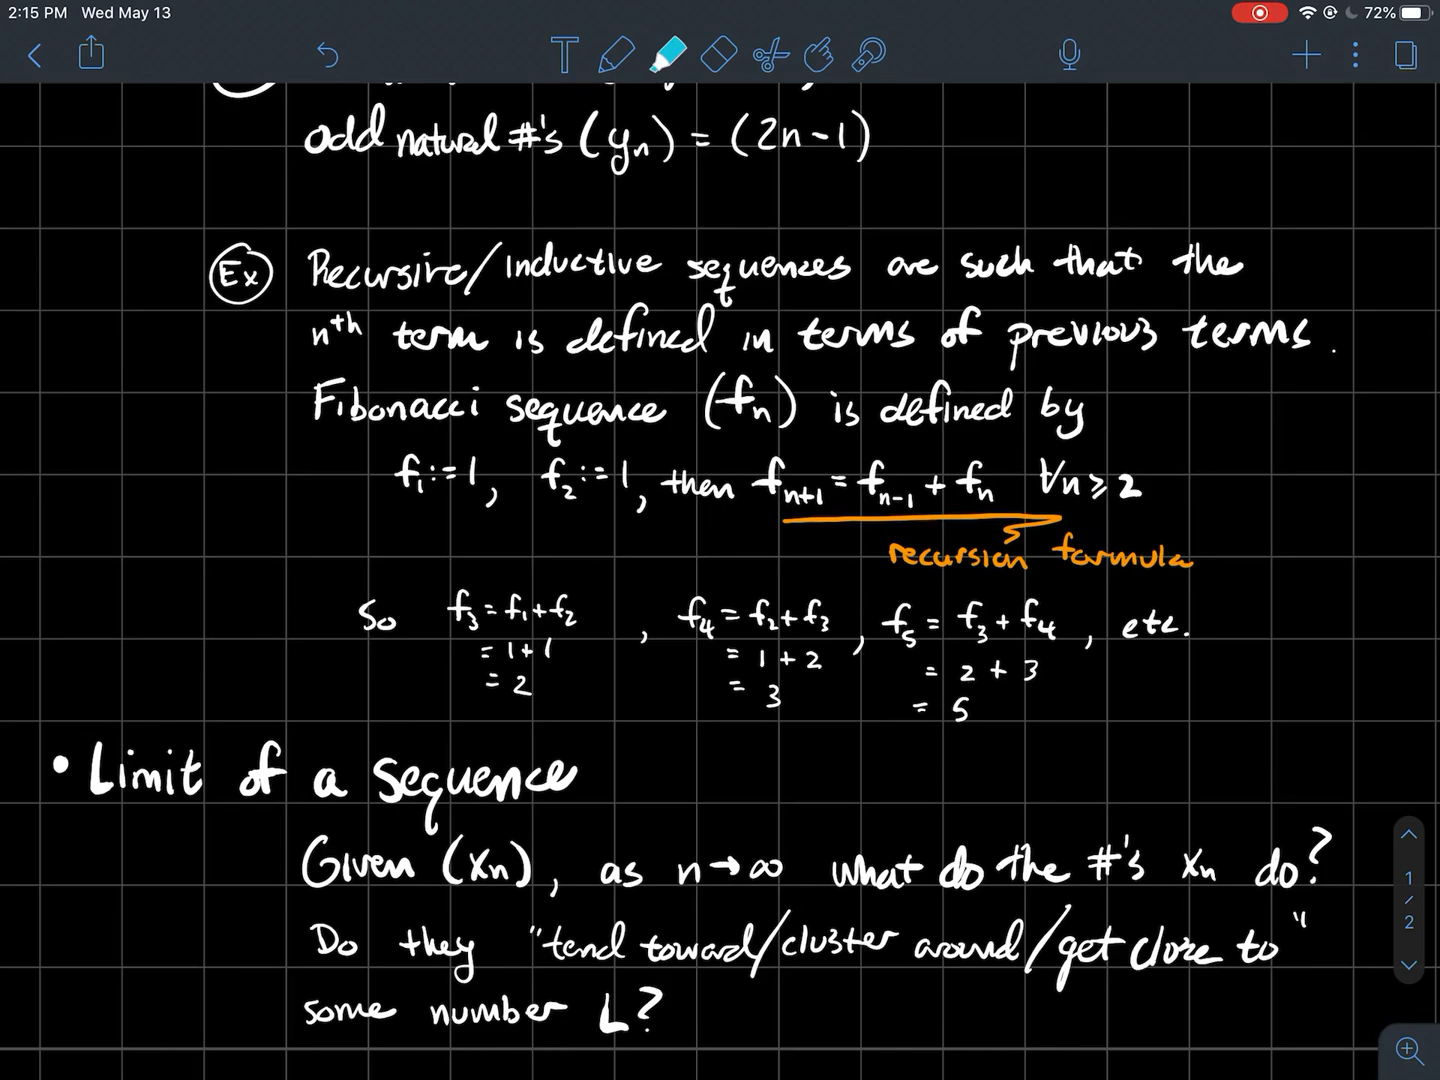 2:15 PM Wed May 13
72%
T
odd natural #'s (yn) = (2n-1)
Ex Recursive/inductive sequences are such that the
nth term is defined in terms of previous terms.
Fibonacci sequence (fn) is defined by
f1:=1, f2:=1, then fn+1 = fn-1 + fn ∀n≥2
recursion formula
So f3=f1+f2 , f4=f2+f3 , f5 = f3+f4 , etc.
=1+1 = 1+2 = 2+3
=2 = 3 = 5
• Limit of a sequence
Given (xn), as n→∞ what do the #'s xn do?
Do they "tend toward/cluster around/get close to"
some number L?
1
/
2